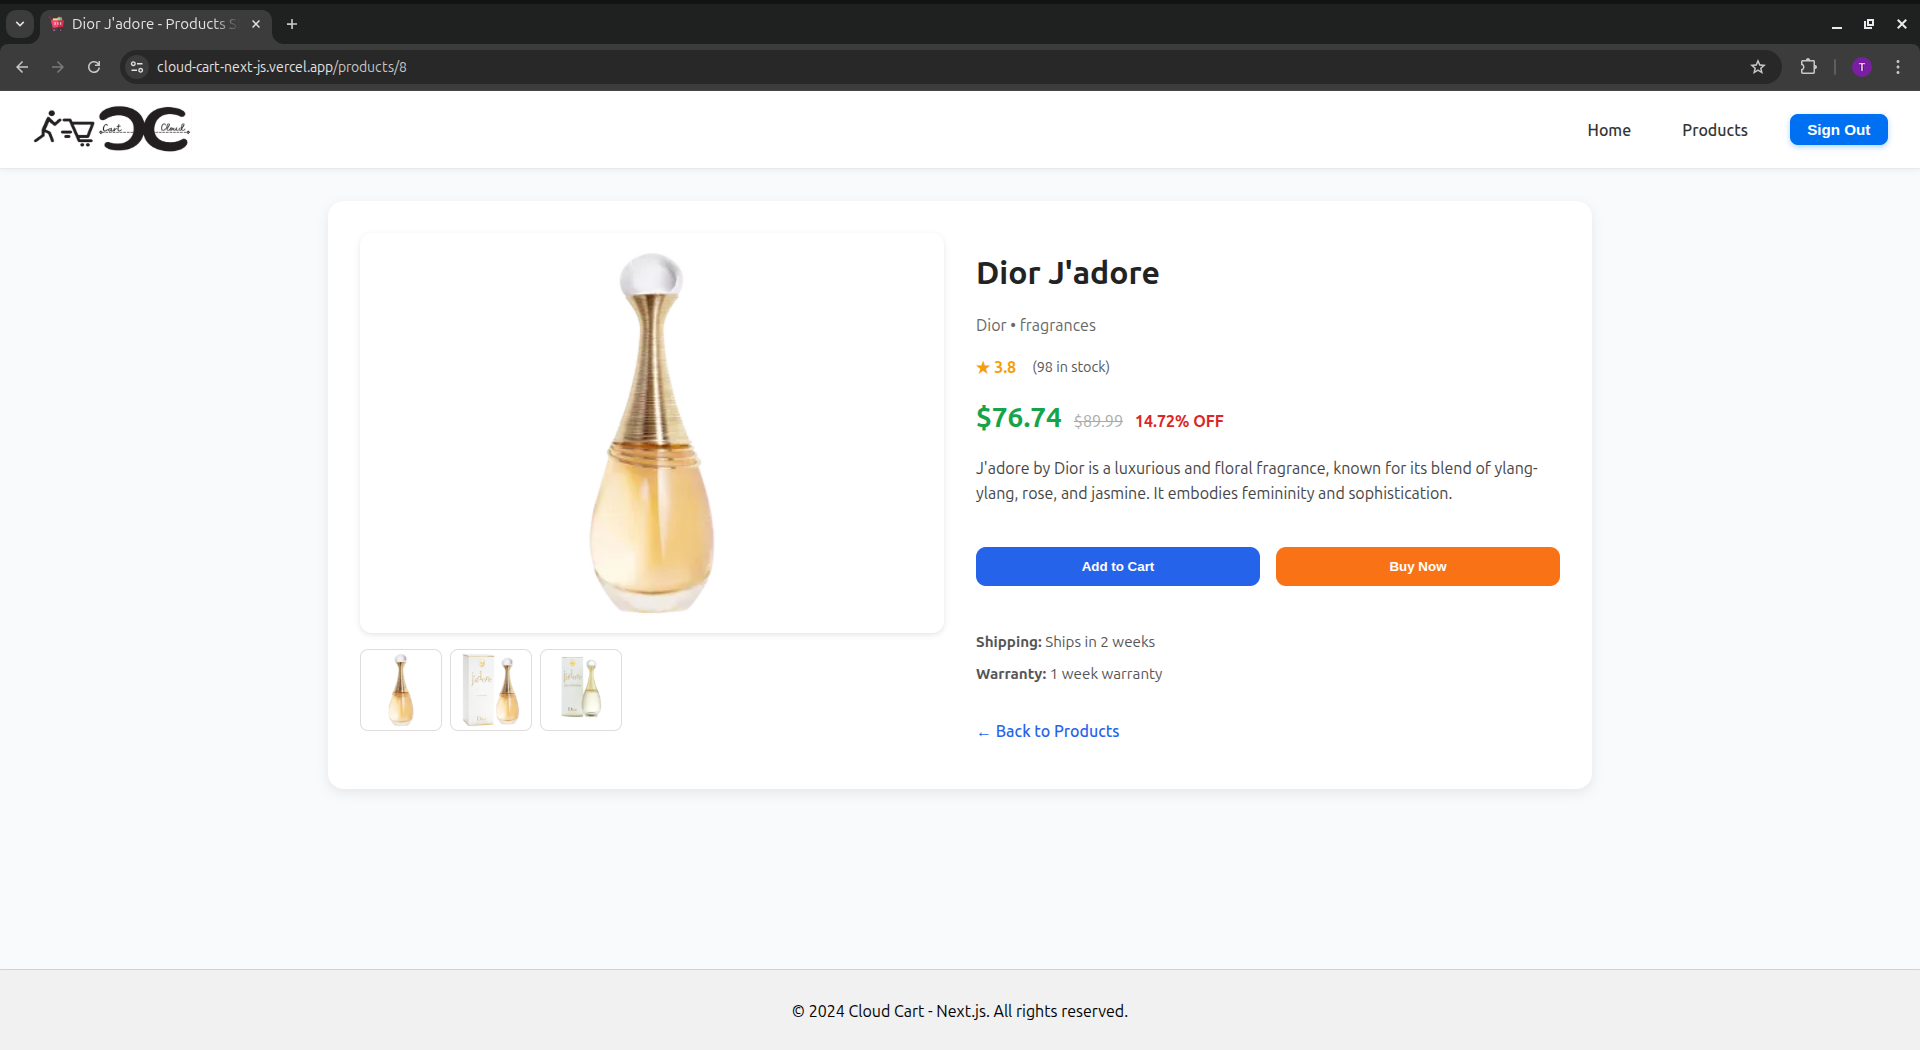 Dior J'adore - Products S
cloud-cart-next-js.vercel.app/products/8
T
Cart Cloud
Home
Products
Sign Out
Dior J'adore
Dior • fragrances
★ 3.8 (98 in stock)
$76.74 $89.99 14.72% OFF
J'adore by Dior is a luxurious and floral fragrance, known for its blend of ylang-
ylang, rose, and jasmine. It embodies femininity and sophistication.
Add to Cart
Buy Now
Shipping: Ships in 2 weeks
Warranty: 1 week warranty
← Back to Products
j'adore
Dior
j'adore
Dior
© 2024 Cloud Cart - Next.js. All rights reserved.